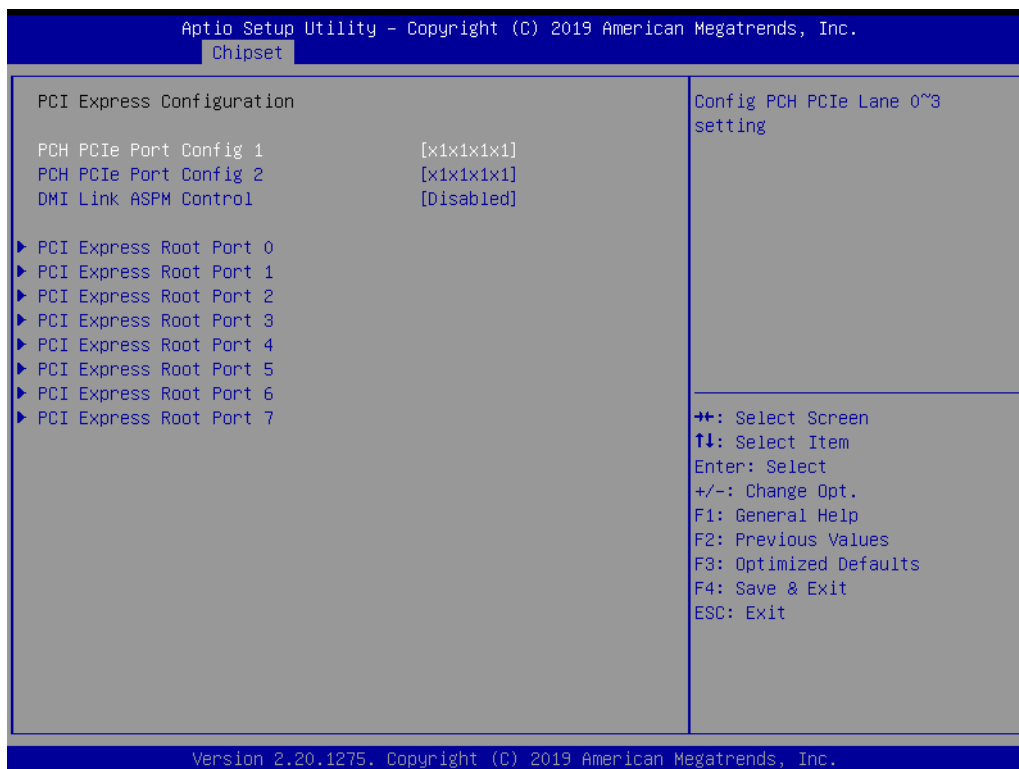 Aptio Setup Utility – Copyright (C) 2019 American Megatrends, Inc.
Chipset
PCI Express Configuration
PCH PCIe Port Config 1 [x1x1x1x1]
PCH PCIe Port Config 2 [x1x1x1x1]
DMI Link ASPM Control [Disabled]
▶ PCI Express Root Port 0
▶ PCI Express Root Port 1
▶ PCI Express Root Port 2
▶ PCI Express Root Port 3
▶ PCI Express Root Port 4
▶ PCI Express Root Port 5
▶ PCI Express Root Port 6
▶ PCI Express Root Port 7
Config PCH PCIe Lane 0~3
setting
→←: Select Screen
↑↓: Select Item
Enter: Select
+/-: Change Opt.
F1: General Help
F2: Previous Values
F3: Optimized Defaults
F4: Save & Exit
ESC: Exit
Version 2.20.1275. Copyright (C) 2019 American Megatrends, Inc.